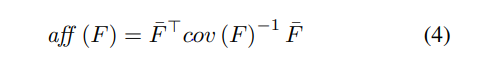 aff (F) = F̄⊤cov (F)−1 F̄ (4)